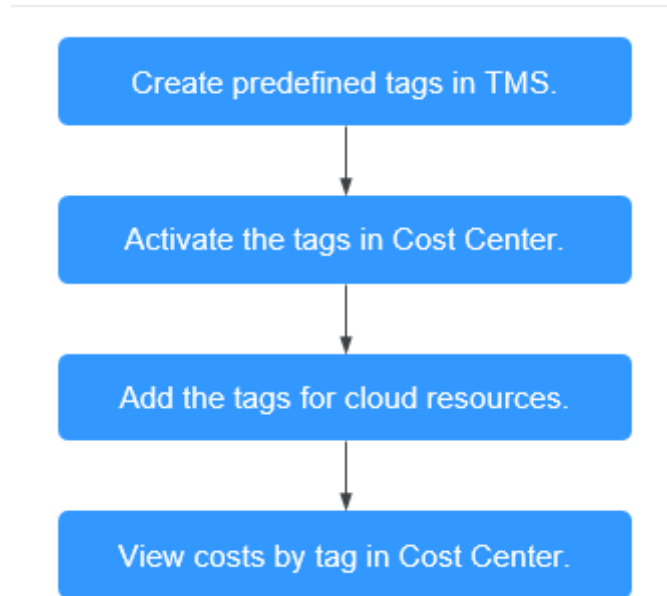 Create predefined tags in TMS.
Activate the tags in Cost Center.
Add the tags for cloud resources.
View costs by tag in Cost Center.